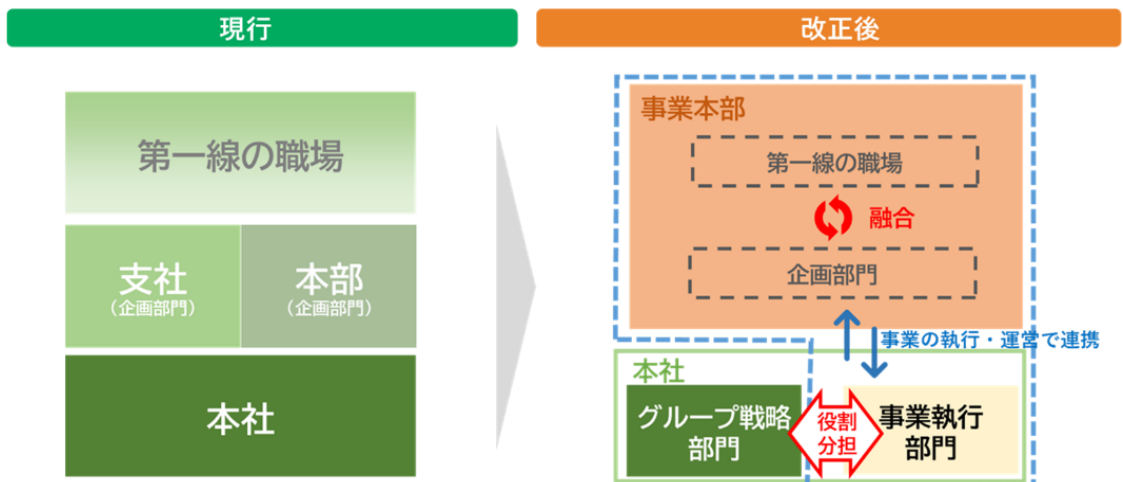 現行
第一線の職場
支社
(企画部門)
本部
(企画部門)
本社
改正後
事業本部
第一線の職場
融合
企画部門
事業の執行・運営で連携
本社
グループ戦略
部門
役割
分担
事業執行
部門